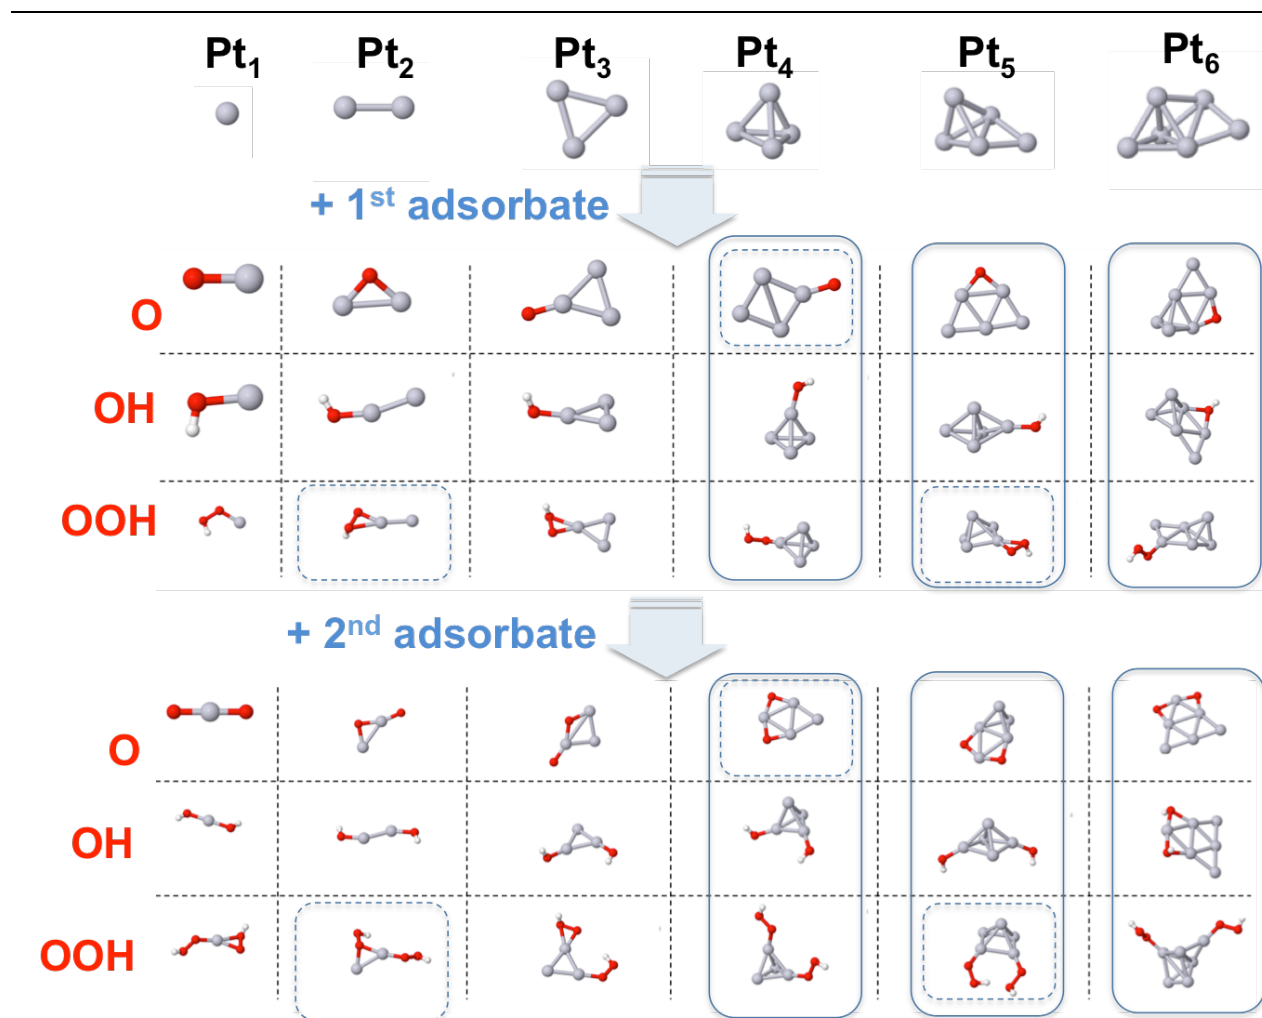 Pt₁ Pt₂ Pt₃ Pt₄ Pt₅ Pt₆
+ 1ˢᵗ adsorbate
O
OH
OOH
+ 2ⁿᵈ adsorbate
O
OH
OOH